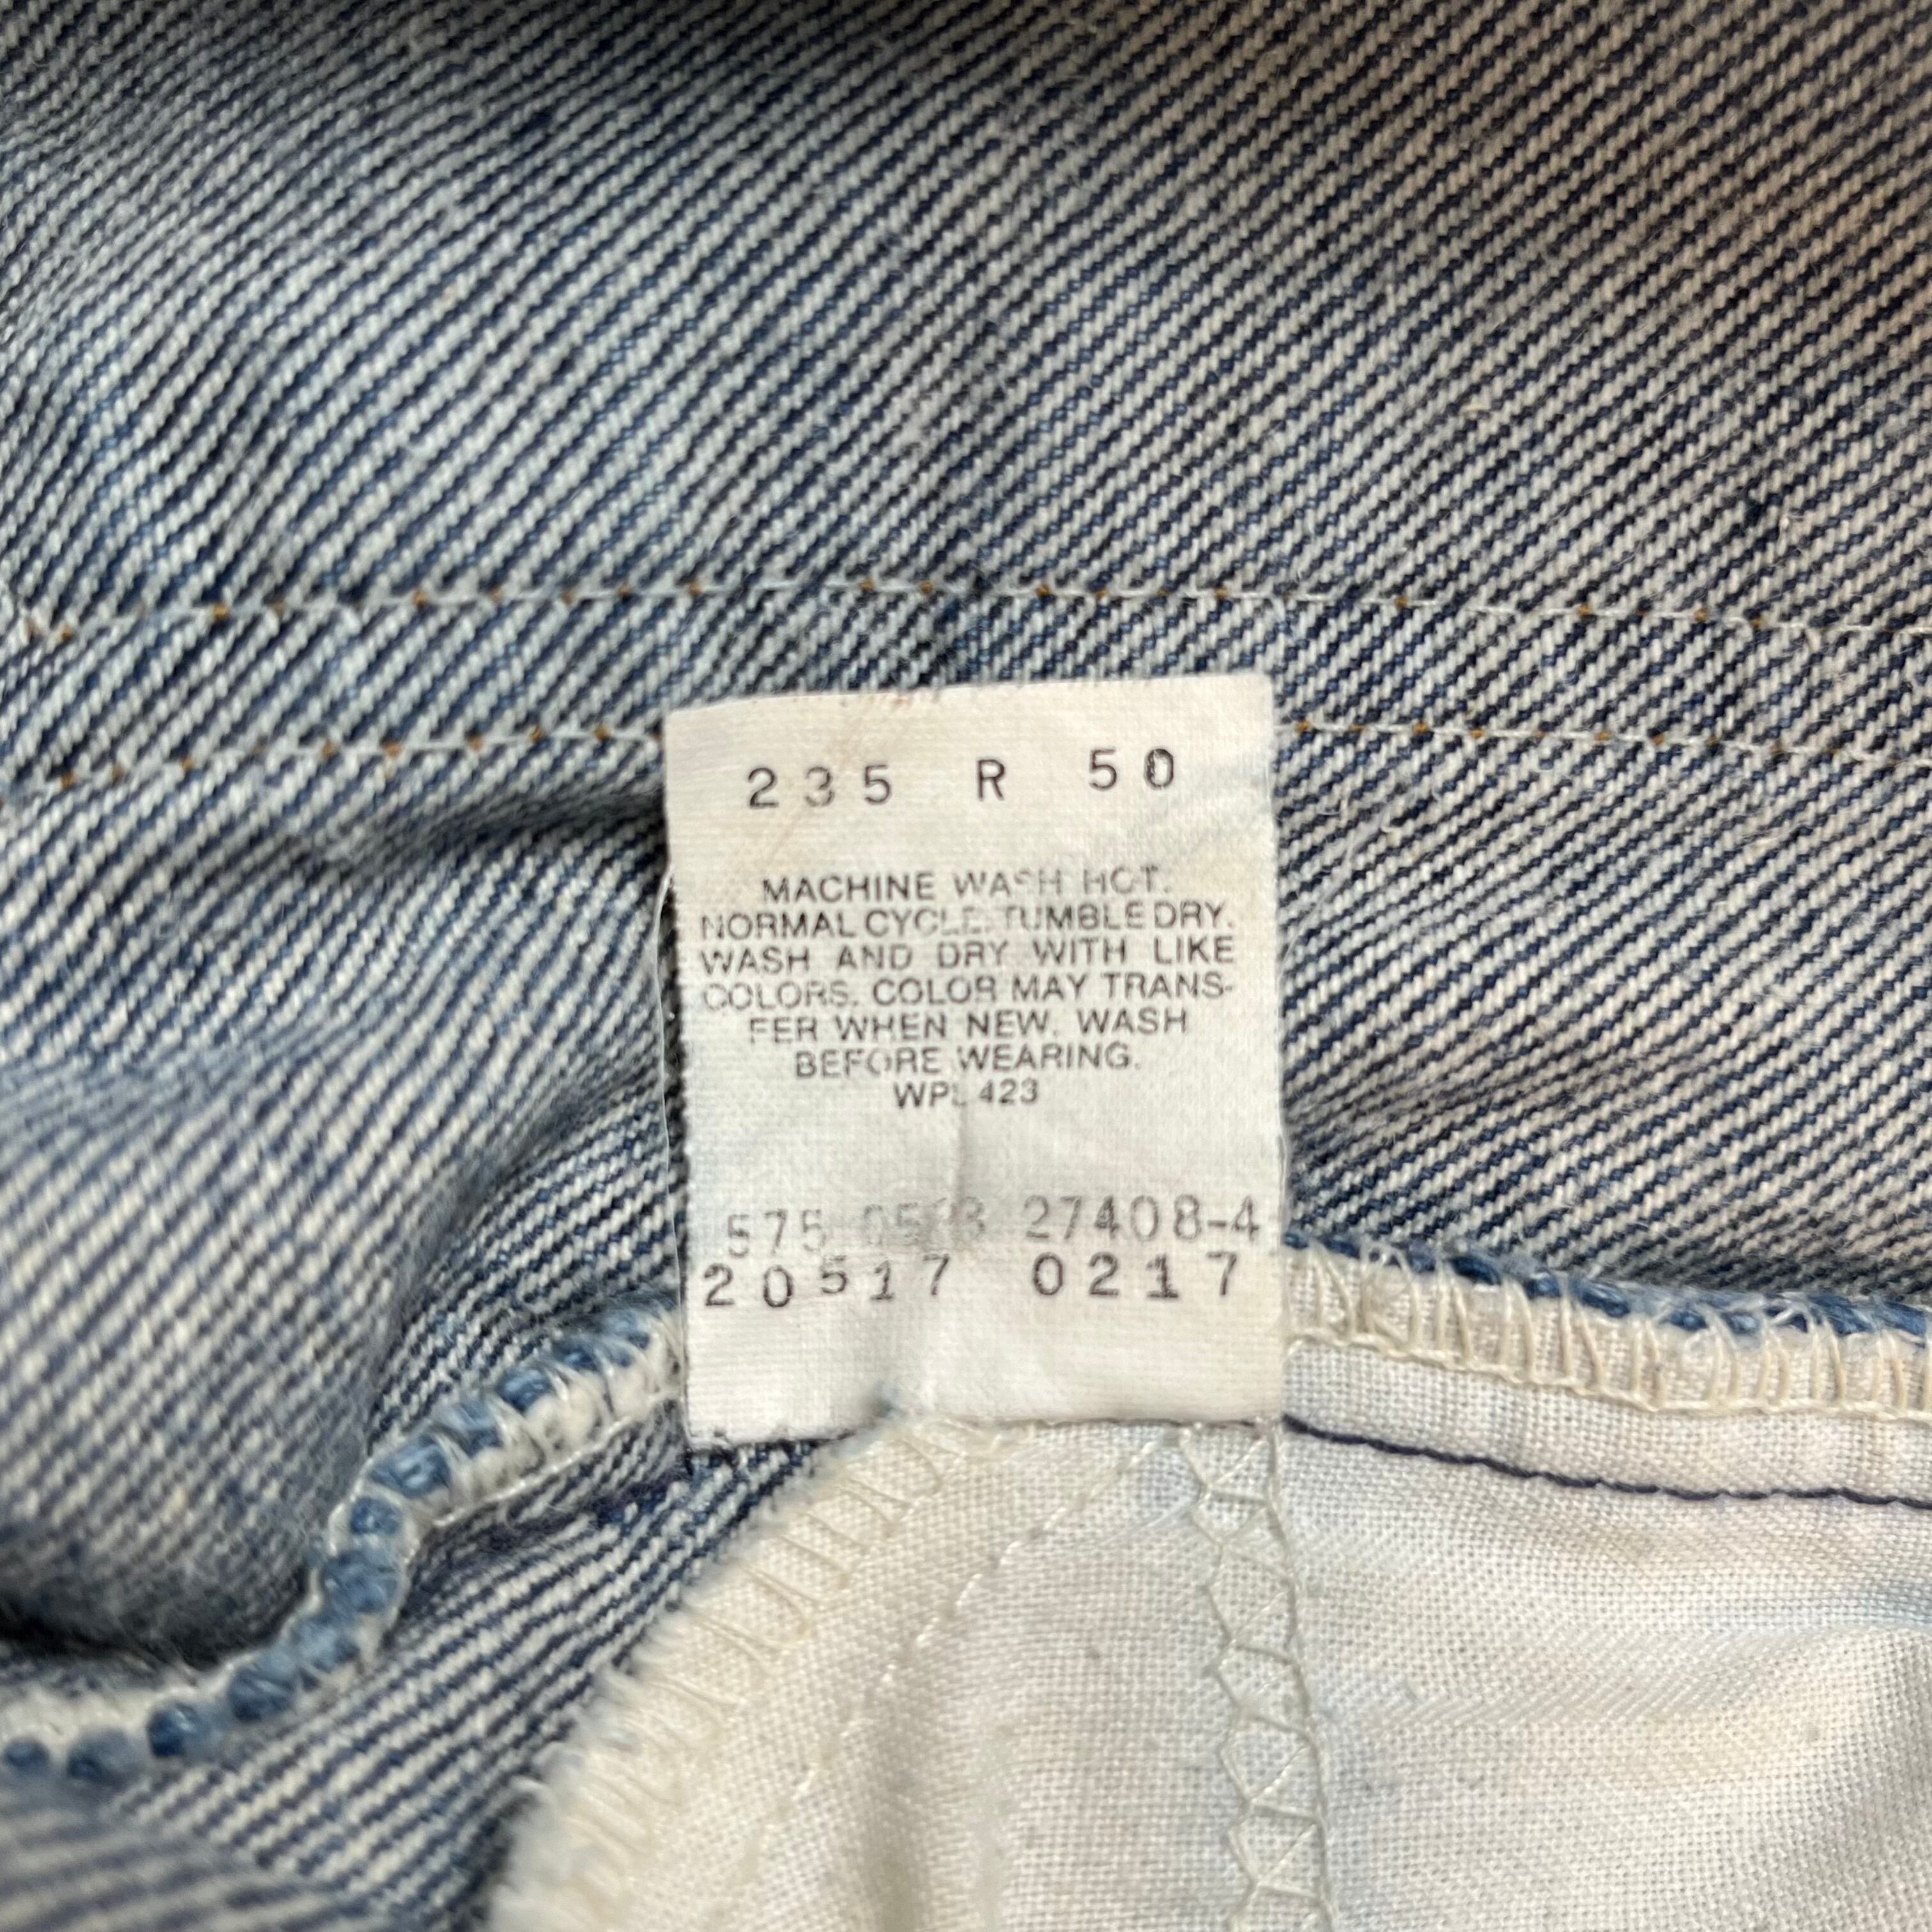 235 R 50
MACHINE WASH HOT.
NORMAL CYCLE. TUMBLE DRY.
WASH AND DRY WITH LIKE
COLORS. COLOR MAY TRANS-
FER WHEN NEW. WASH
BEFORE WEARING.
WPL 423
575 27408-4
20517 0217